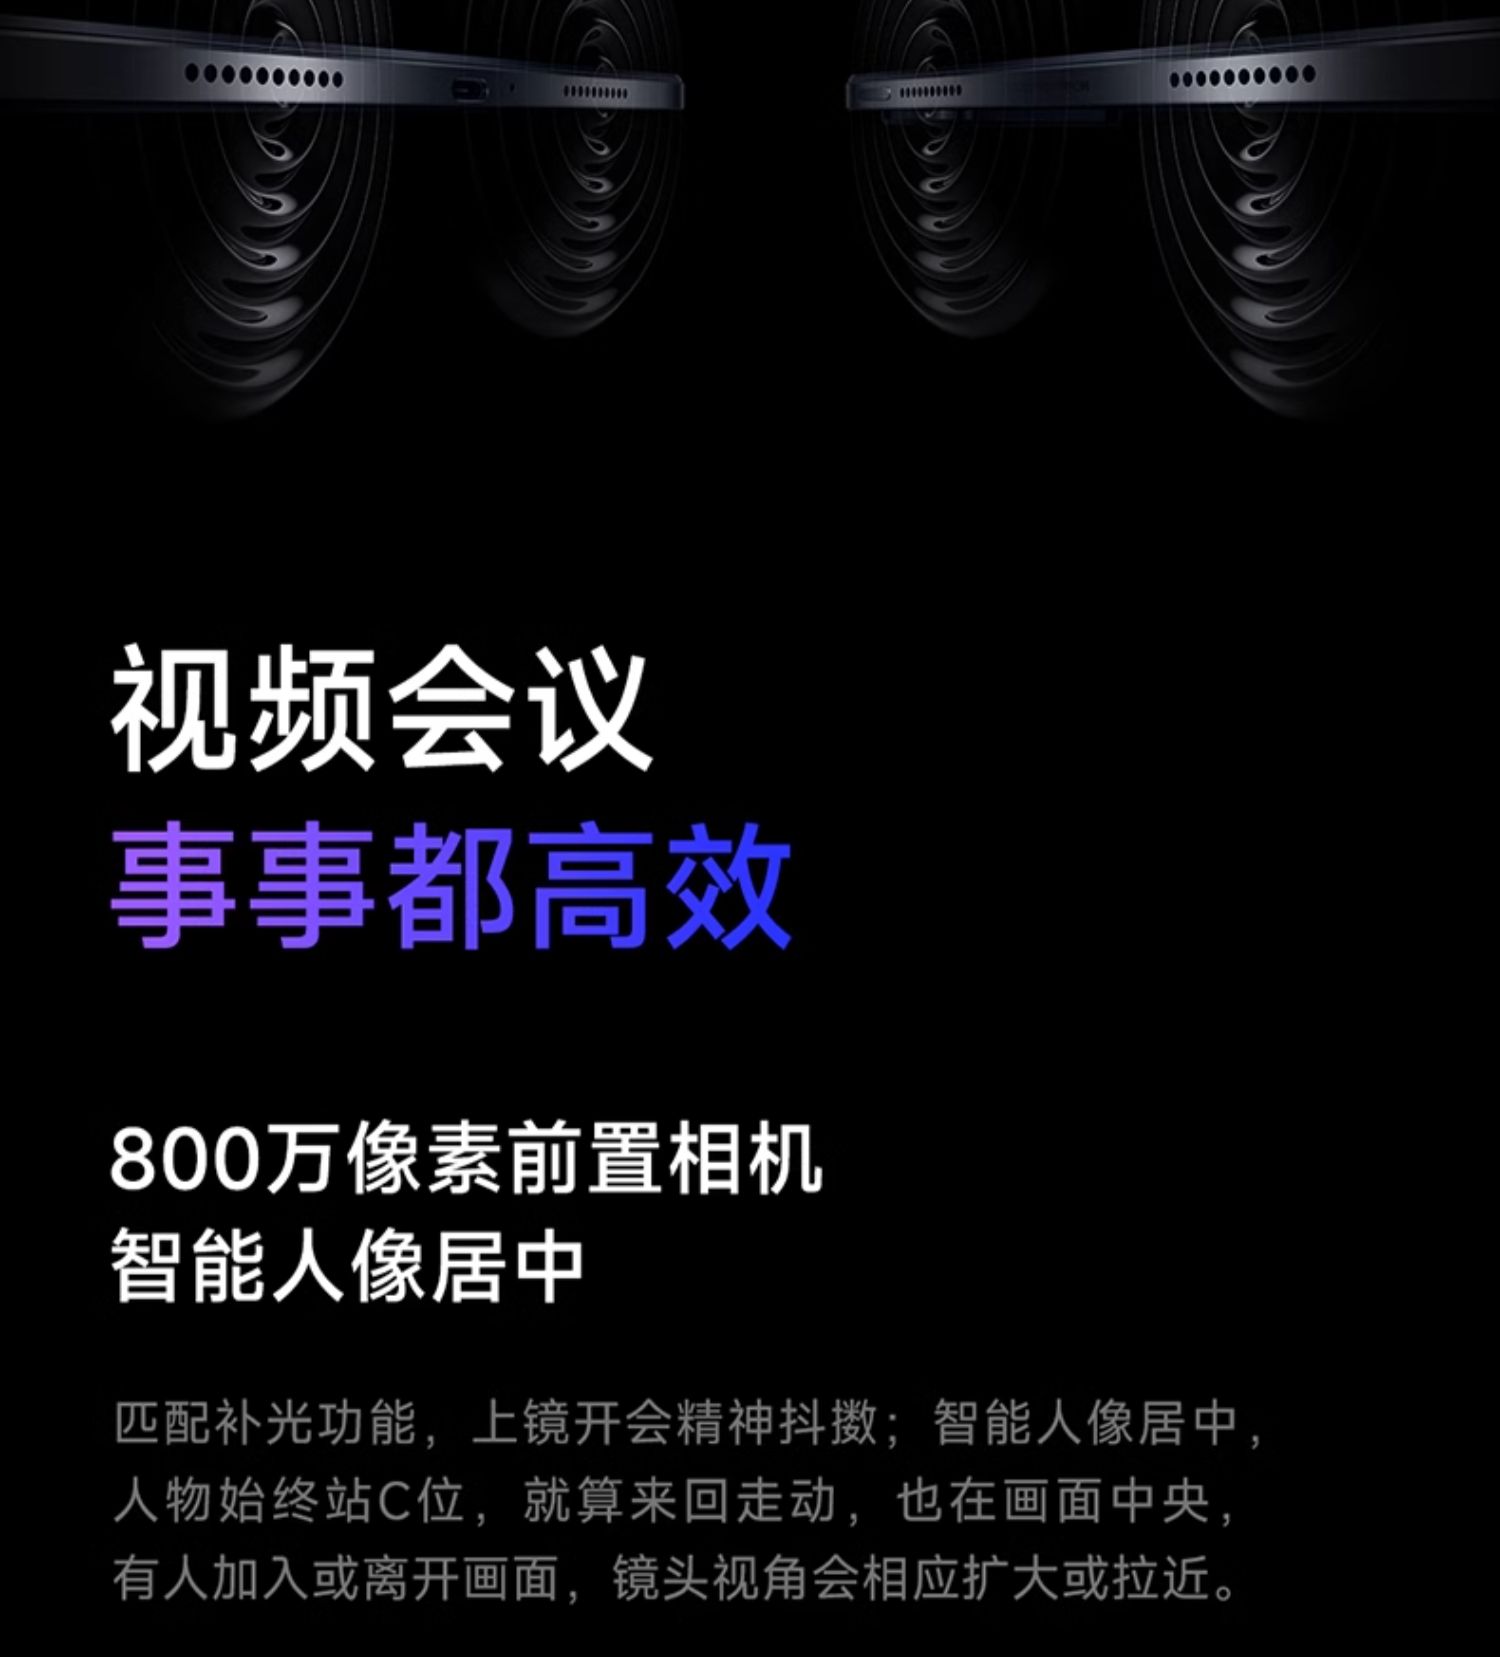 视频会议
事事都高效
800万像素前置相机
智能人像居中
匹配补光功能，上镜开会精神抖擞；智能人像居中，
人物始终站C位，就算来回走动，也在画面中央，
有人加入或离开画面，镜头视角会相应扩大或拉近。